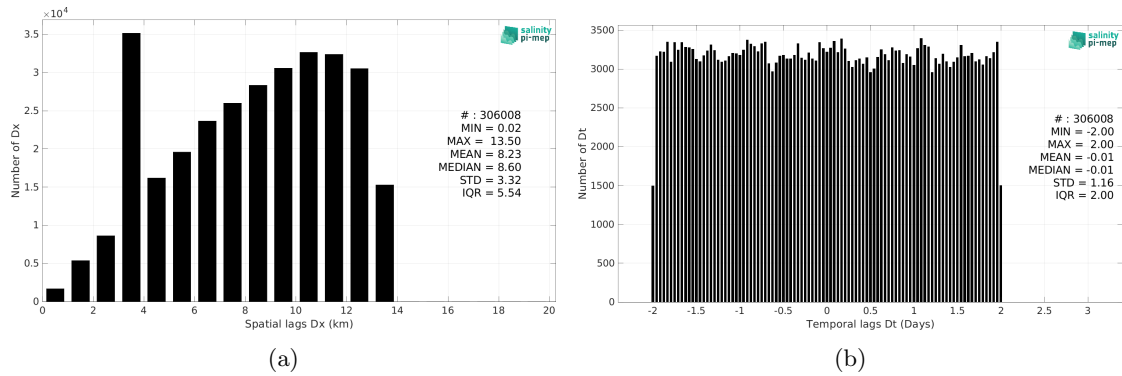 ×10^4
3.5
3
2.5
2
1.5
1
0.5
0
Number of Dx
salinity
pi-mep
# : 306008
MIN = 0.02
MAX = 13.50
MEAN = 8.23
MEDIAN = 8.60
STD = 3.32
IQR = 5.54
0 2 4 6 8 10 12 14 16 18 20
Spatial lags Dx (km)
(a)
3500
3000
2500
2000
1500
1000
500
0
Number of Dt
salinity
pi-mep
# : 306008
MIN = -2.00
MAX = 2.00
MEAN = -0.01
MEDIAN = -0.01
STD = 1.16
IQR = 2.00
-2 -1.5 -1 -0.5 0 0.5 1 1.5 2 2.5 3
Temporal lags Dt (Days)
(b)